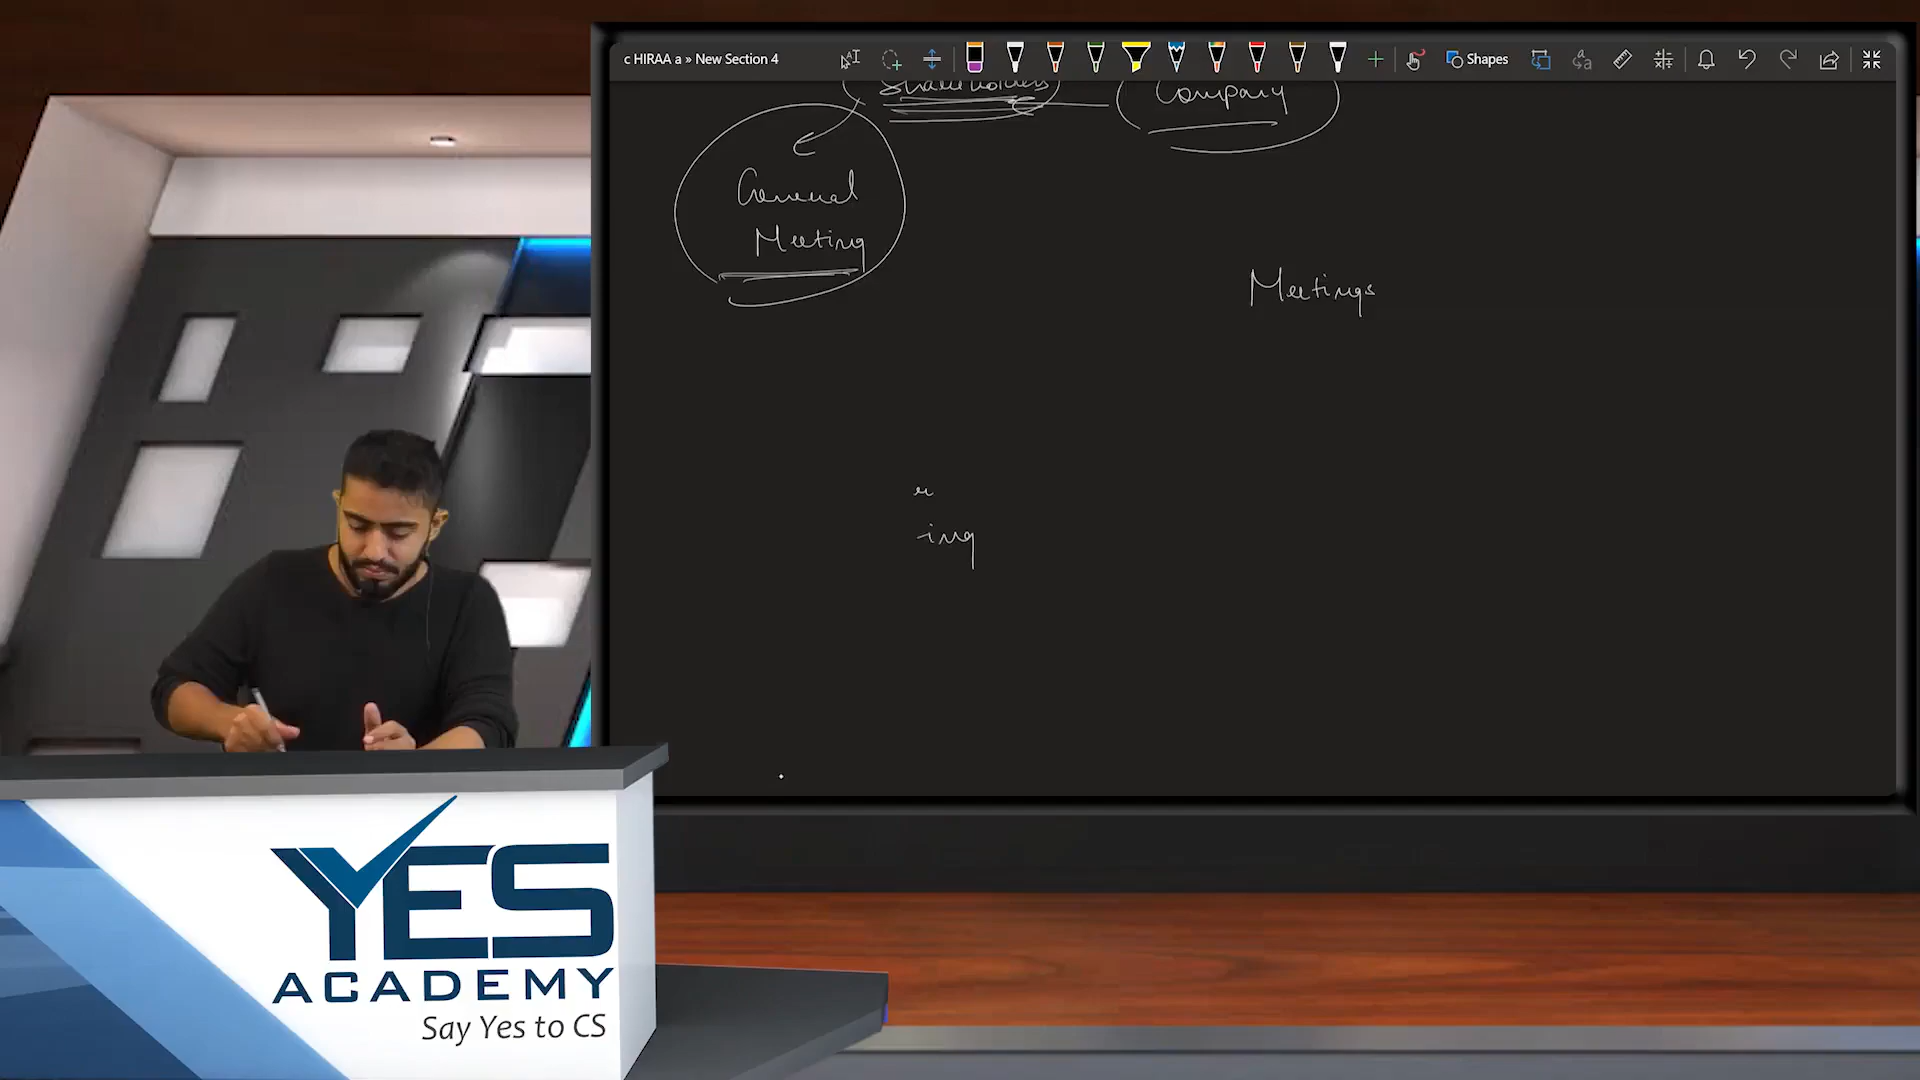 c HIRAA a » New Section 4
Shapes
Shareholders
Company
General
Meeting
Meetings
ing
YES
ACADEMY
Say Yes to CS